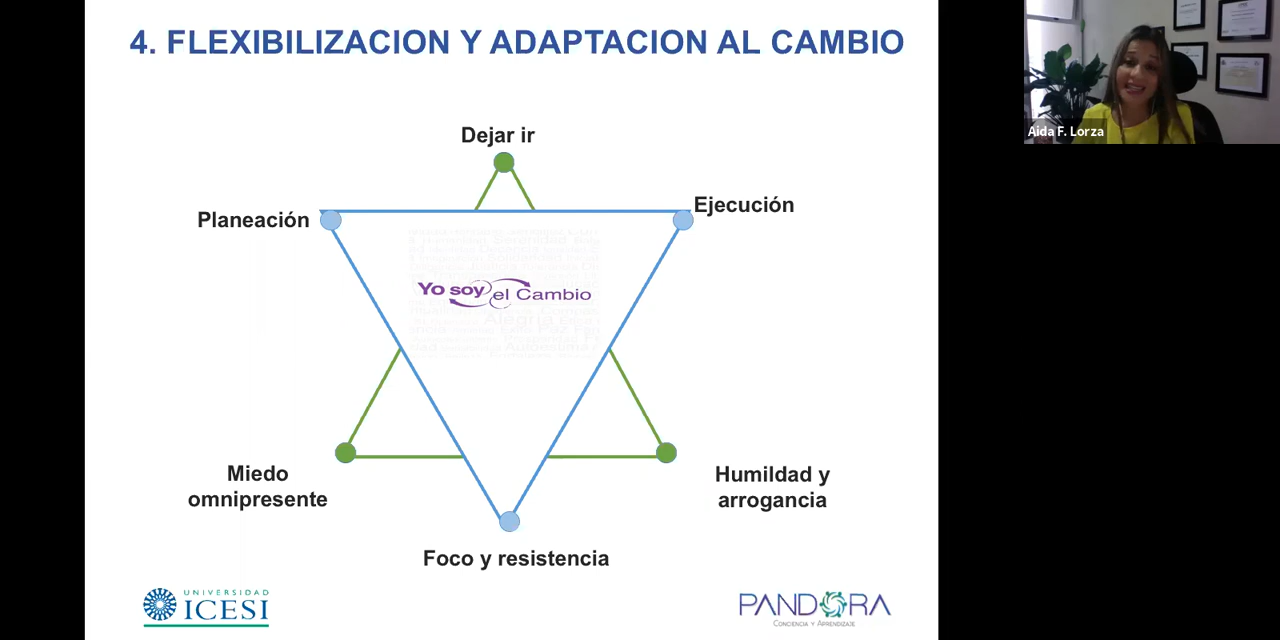 4. FLEXIBILIZACION Y ADAPTACION AL CAMBIO
Aida F. Lorza
Dejar ir
Planeación
Ejecución
Yo soy el Cambio
Miedo
omnipresente
Humildad y
arrogancia
Foco y resistencia
UNIVERSIDAD
ICESI
PANDORA
CONCIENCIA Y APRENDIZAJE